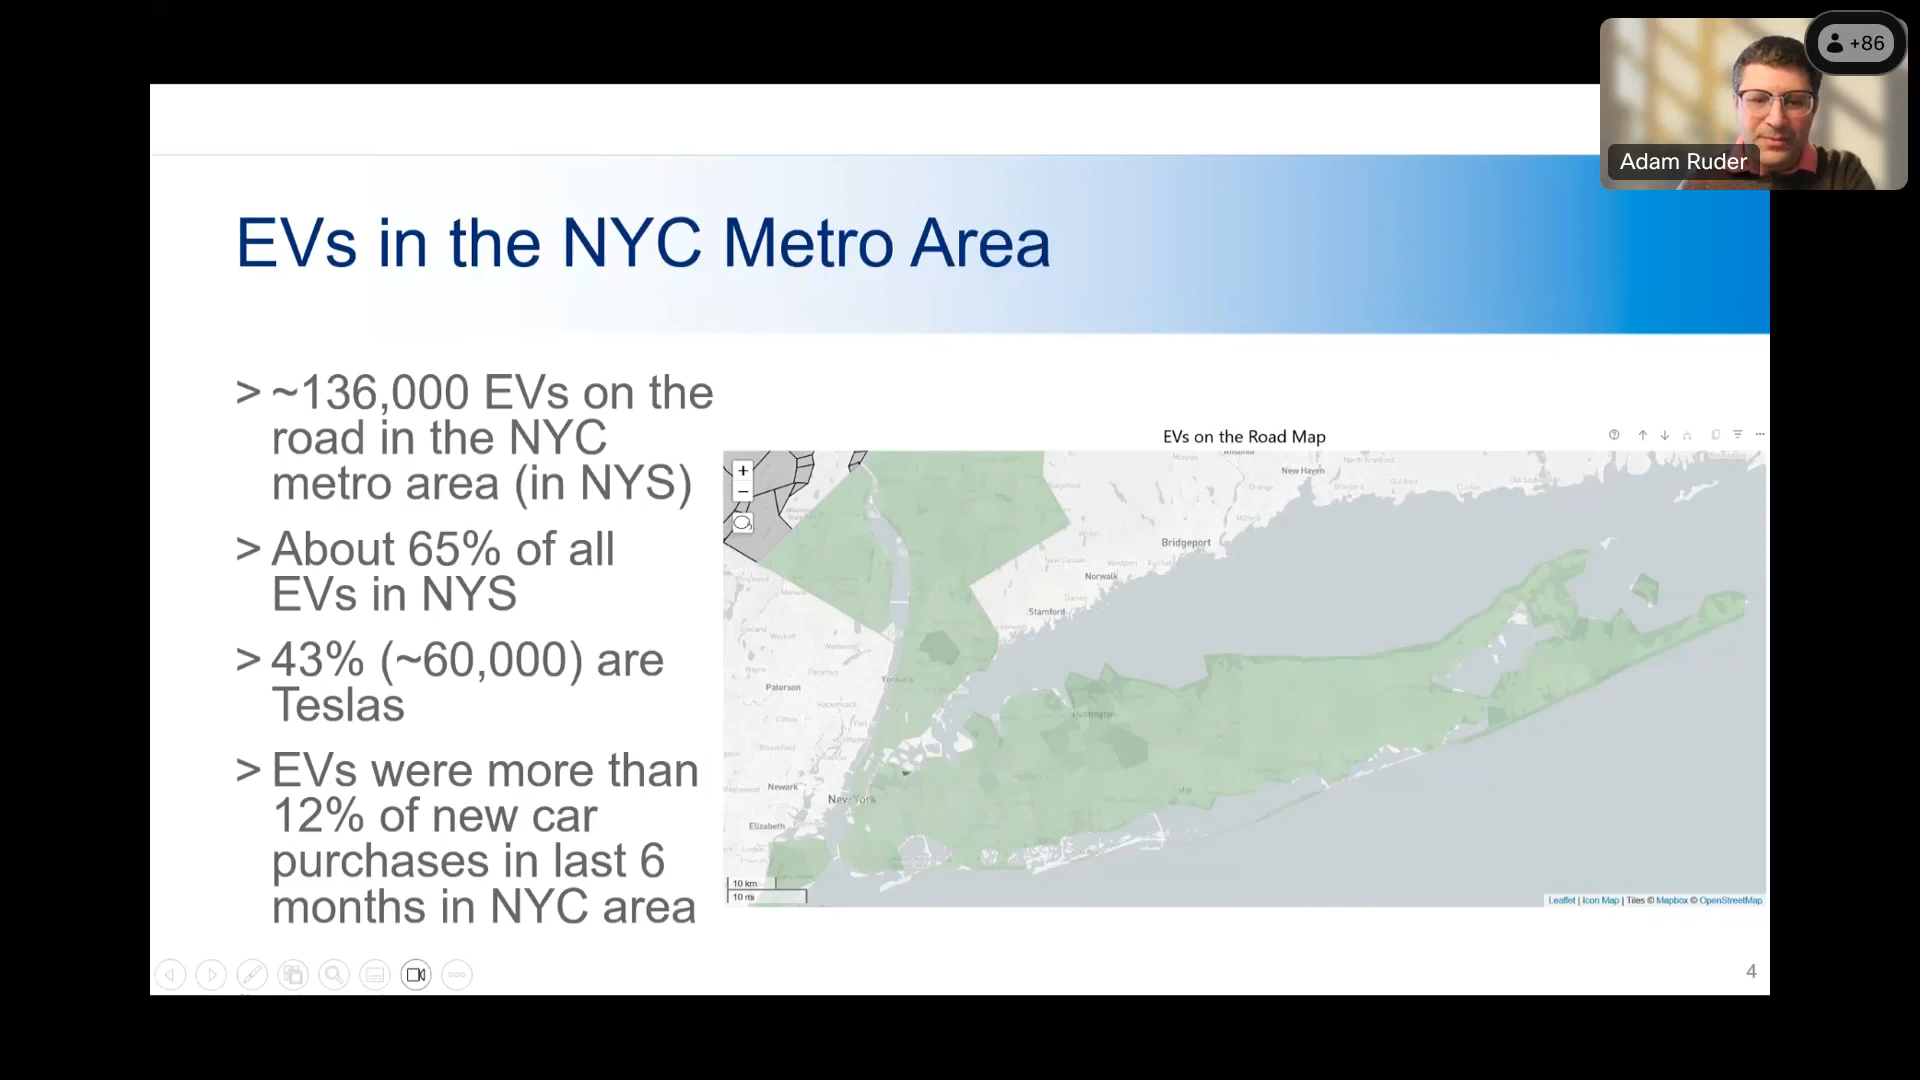 +86
Adam Ruder
EVs in the NYC Metro Area
> ~136,000 EVs on the
road in the NYC
metro area (in NYS)
> About 65% of all
EVs in NYS
> 43% (~60,000) are
Teslas
> EVs were more than
12% of new car
purchases in last 6
months in NYC area
EVs on the Road Map
+
−
New Haven
Bridgeport
Norwalk
Stamford
Yonkers
Paterson
Huntington
Newark
New York
Elizabeth
10 km
10 mi
Leaflet | Icon Map | Tiles © Mapbox © OpenStreetMap
4